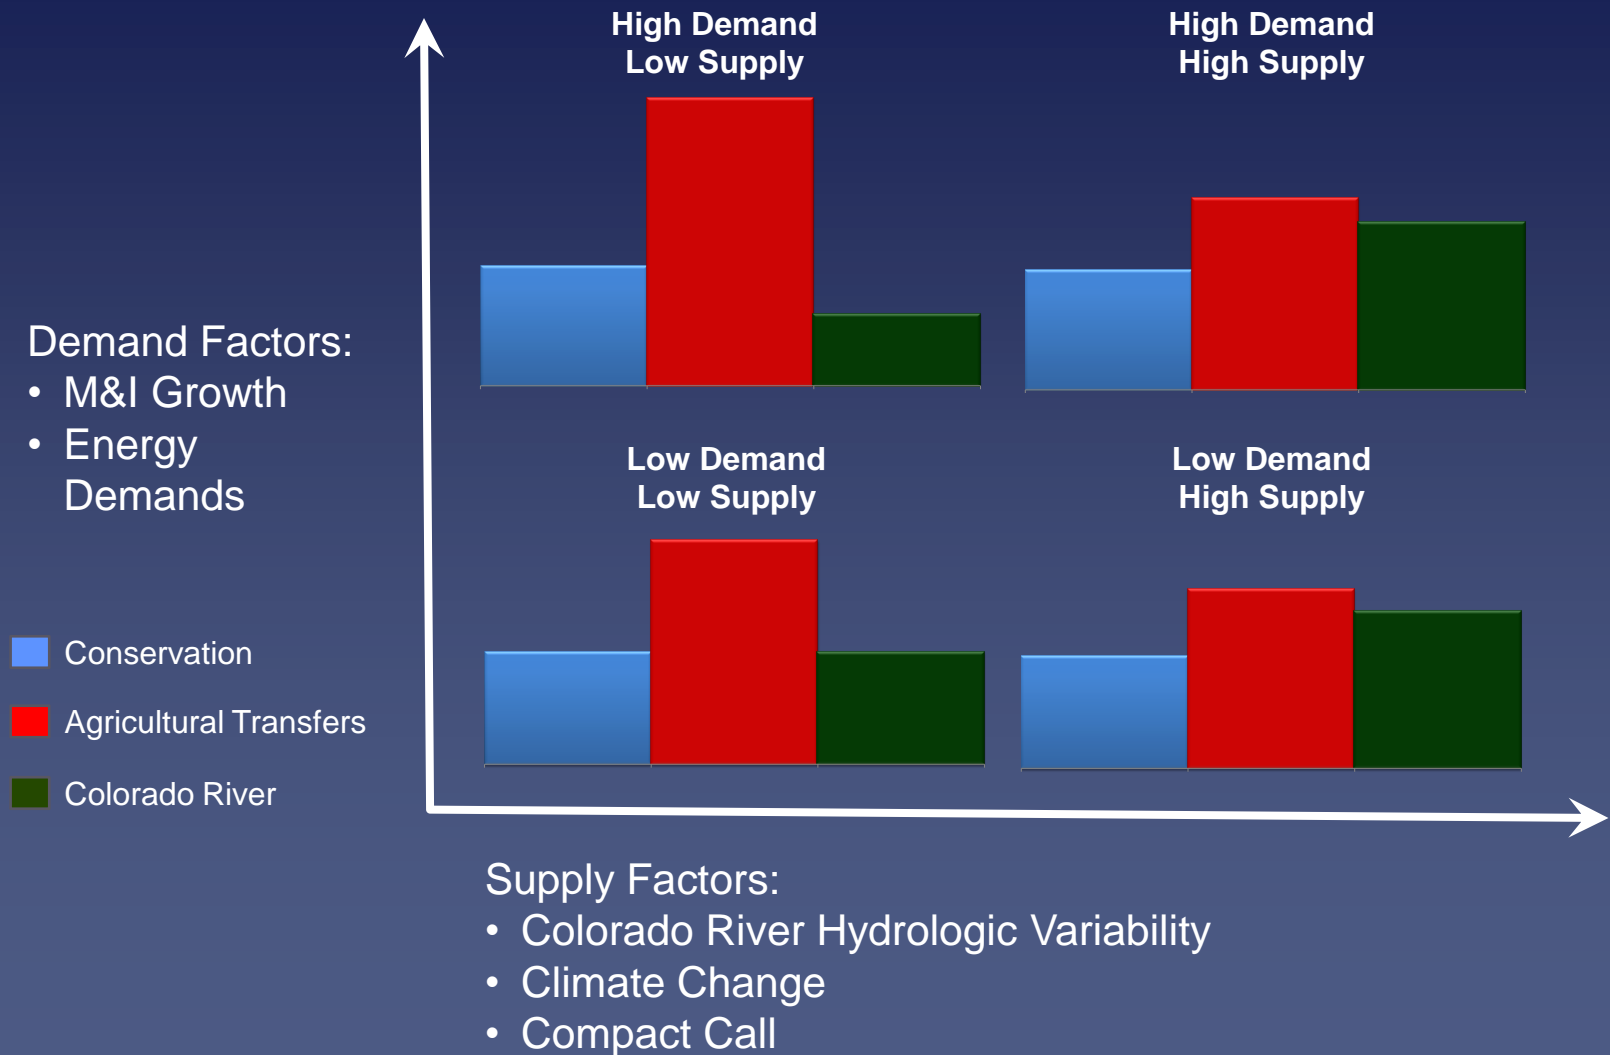 High Demand
Low Supply
High Demand
High Supply
Demand Factors:
• M&I Growth
• Energy
Demands
Low Demand
Low Supply
Low Demand
High Supply
Conservation
Agricultural Transfers
Colorado River
Supply Factors:
• Colorado River Hydrologic Variability
• Climate Change
• Compact Call